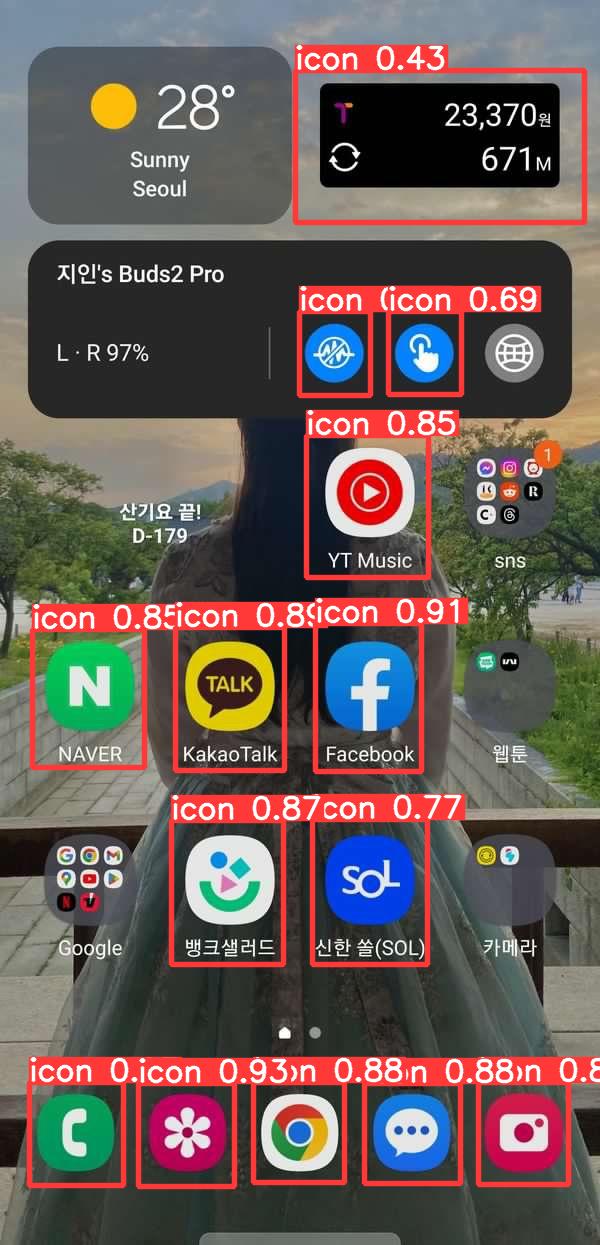 icon 0.43
28°
Sunny
Seoul
T
23,370원
671M
지인's Buds2 Pro
icon
icon 0.69
L · R 97%
icon 0.85
1
산기요 끝!
D-179
YT Music
sns
icon 0.85
icon 0.89
icon 0.91
N
TALK
NAVER
KakaoTalk
Facebook
웹툰
icon 0.87
con 0.77
SOL
Google
뱅크샐러드
신한 쏠(SOL)
카메라
icon 0.
icon 0.93
n 0.88
n 0.88
n 0.8